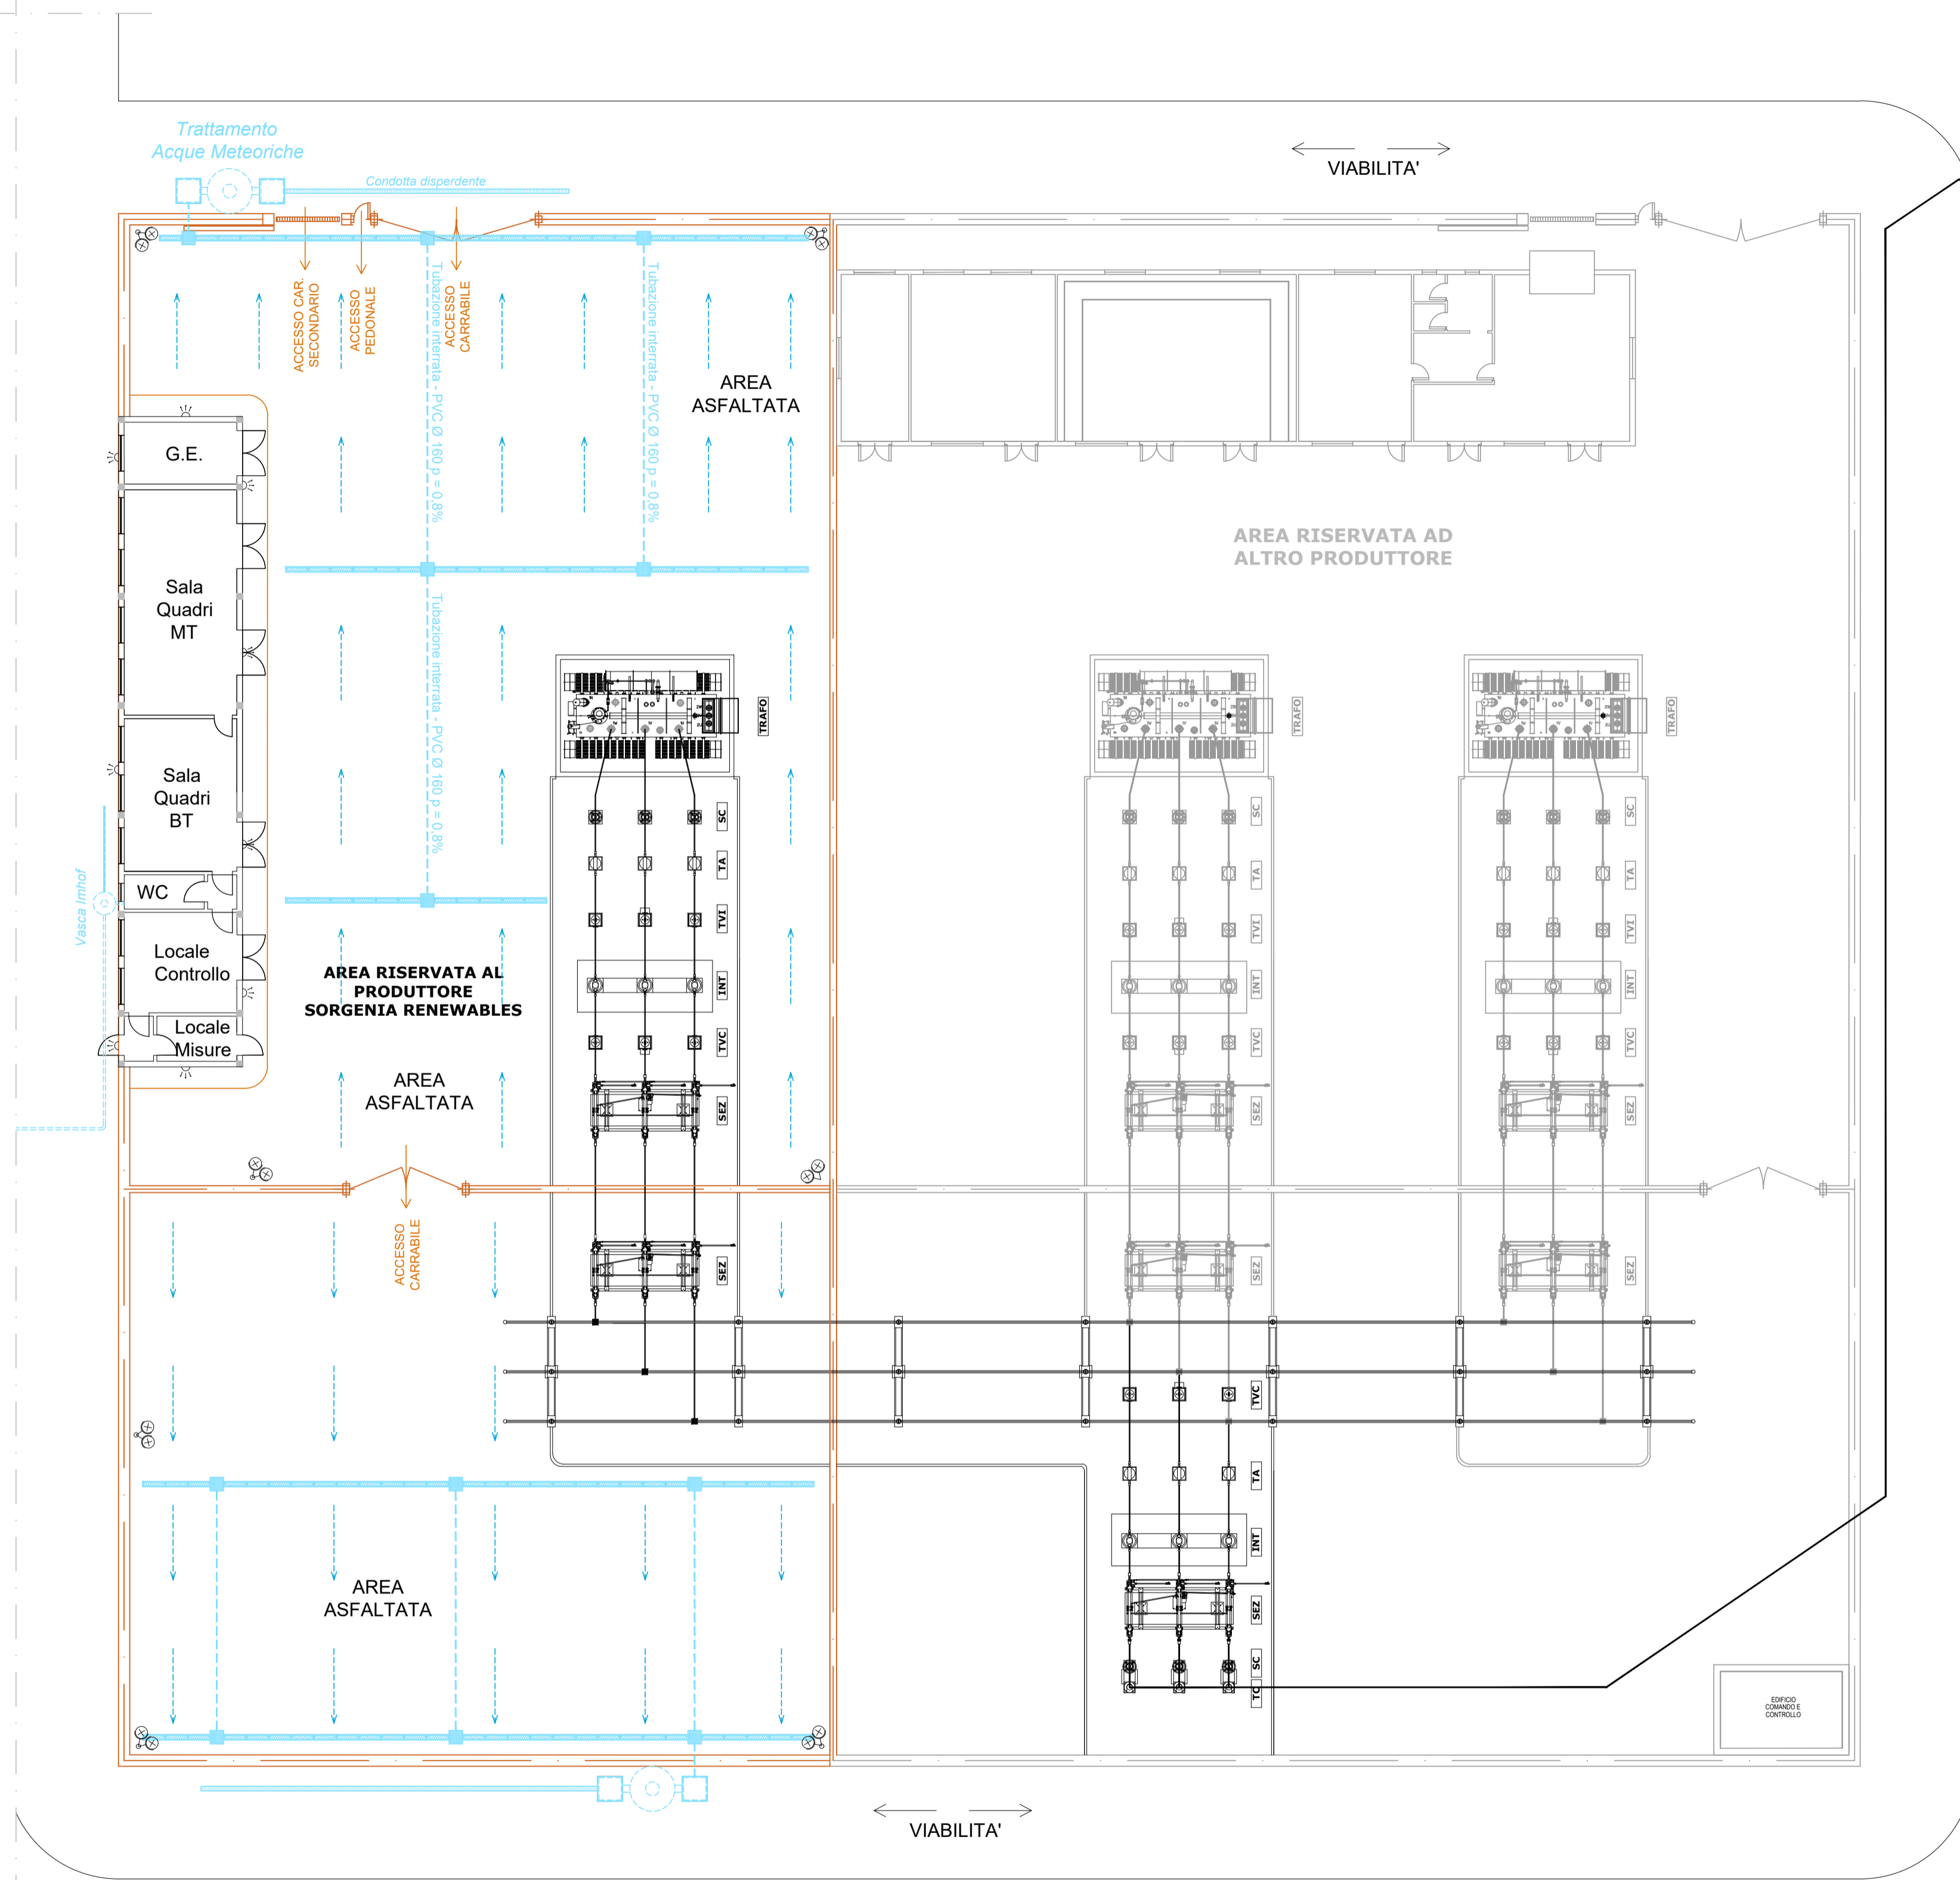 Trattamento
Acque Meteoriche
Condotta disperdente
VIABILITA'
ACCESSO CAR.
SECONDARIO
ACCESSO
PEDONALE
ACCESSO
CARRABILE
Tubazione interrata - PVC Ø 160 p = 0,8%
Tubazione interrata - PVC Ø 160 p = 0,8%
AREA
ASFALTATA
G.E.
Sala
Quadri
MT
AREA RISERVATA AD
ALTRO PRODUTTORE
Tubazione interrata - PVC Ø 160 p = 0,8%
TRAFO
TRAFO
TRAFO
Sala
Quadri
BT
SC
SC
SC
TA
TA
TA
WC
Vasca Imhof
TVI
TVI
TVI
Locale
Controllo
AREA RISERVATA AL
PRODUTTORE
SORGENIA RENEWABLES
INT
INT
INT
Locale
Misure
TVC
TVC
TVC
AREA
ASFALTATA
SEZ
SEZ
SEZ
ACCESSO
CARRABILE
SEZ
SEZ
SEZ
TVC
TA
INT
AREA
ASFALTATA
SEZ
SC
TC
EDIFICIO
COMANDO E
CONTROLLO
VIABILITA'